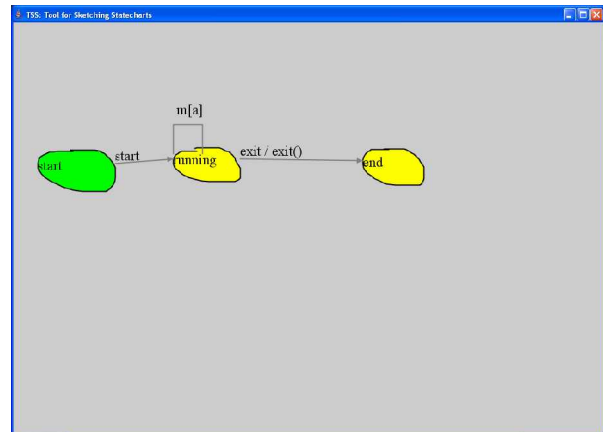 TSS: Tool for Sketching Statecharts
m[a]
start
start
running
exit / exit()
end